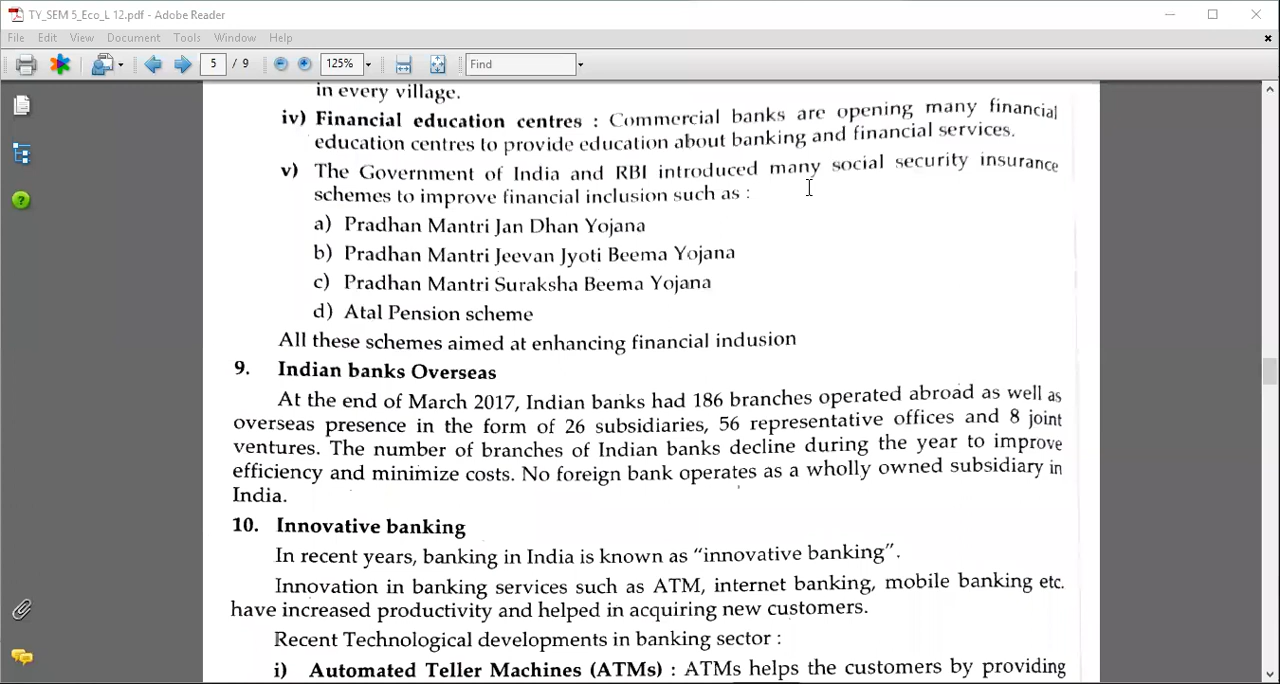 TY_SEM 5_Eco_L 12.pdf - Adobe Reader
File Edit View Document Tools Window Help
5 / 9 125% Find
in every village.
iv) Financial education centres : Commercial banks are opening many financial
education centres to provide education about banking and financial services.
v) The Government of India and RBI introduced many social security insurance
schemes to improve financial inclusion such as :
a) Pradhan Mantri Jan Dhan Yojana
b) Pradhan Mantri Jeevan Jyoti Beema Yojana
c) Pradhan Mantri Suraksha Beema Yojana
d) Atal Pension scheme
All these schemes aimed at enhancing financial indusion
9. Indian banks Overseas
At the end of March 2017, Indian banks had 186 branches operated abroad as well as
overseas presence in the form of 26 subsidiaries, 56 representative offices and 8 joint
ventures. The number of branches of Indian banks decline during the year to improve
efficiency and minimize costs. No foreign bank operates as a wholly owned subsidiary in
India.
10. Innovative banking
In recent years, banking in India is known as “innovative banking”.
Innovation in banking services such as ATM, internet banking, mobile banking etc.
have increased productivity and helped in acquiring new customers.
Recent Technological developments in banking sector :
i) Automated Teller Machines (ATMs) : ATMs helps the customers by providing